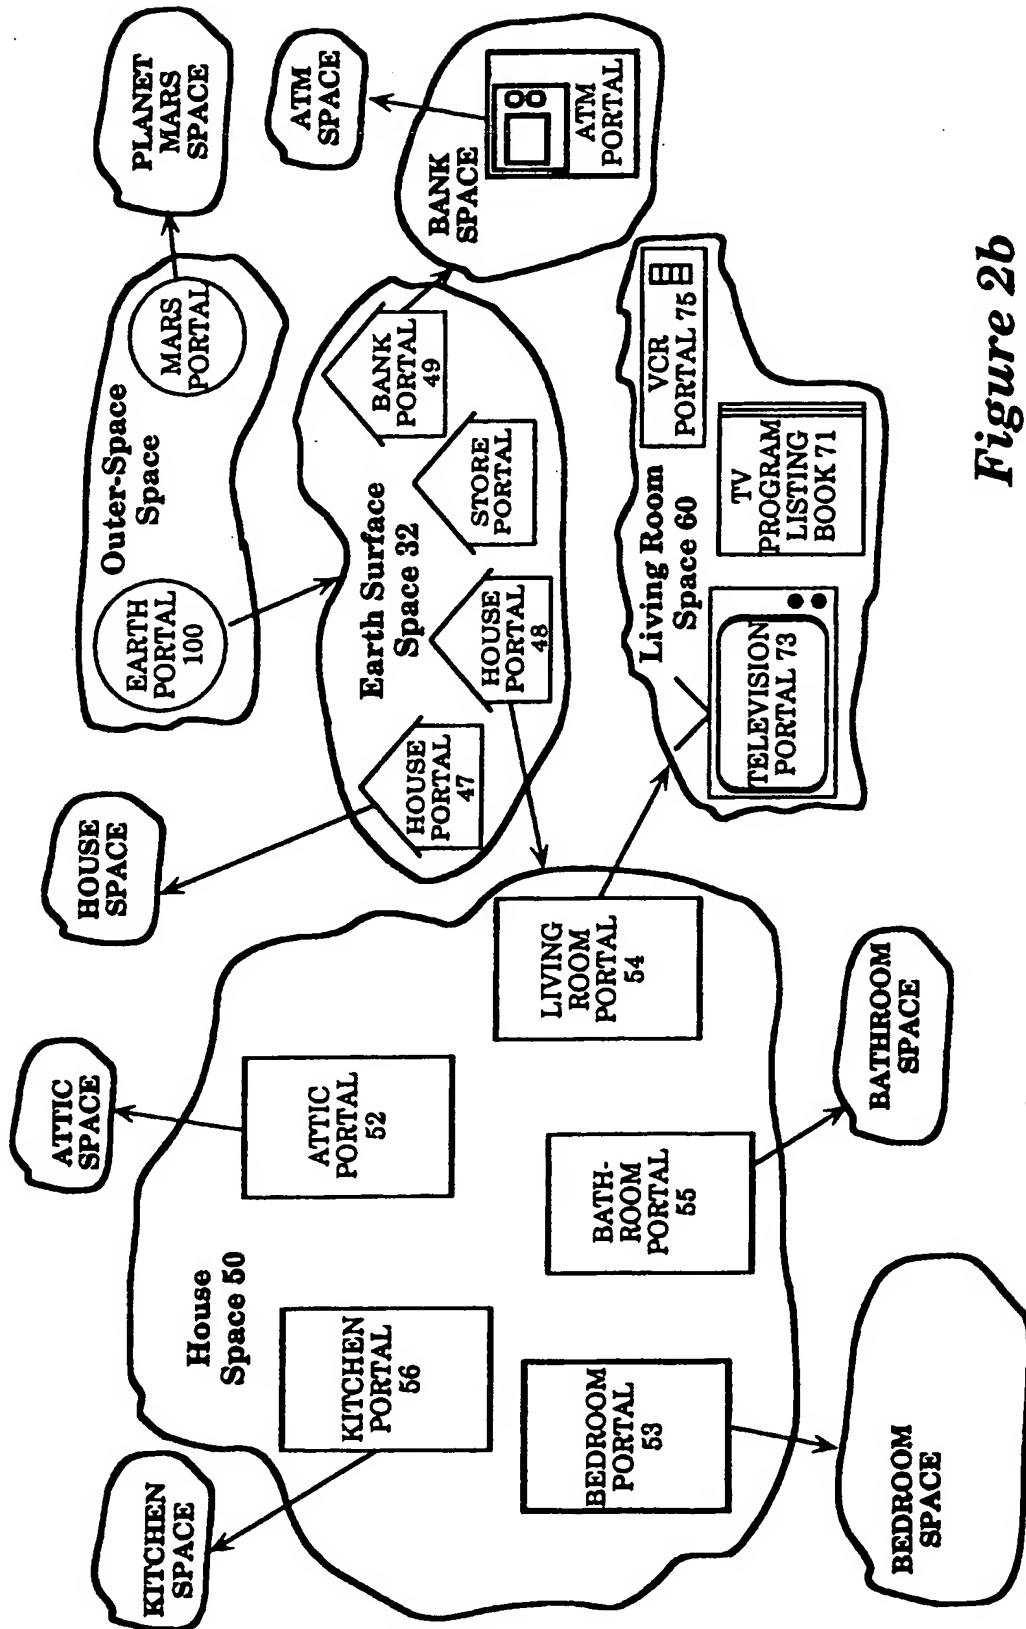 PLANET
MARS
SPACE
ATM
SPACE
Outer-Space
Space
EARTH
PORTAL
100
MARS
PORTAL
BANK
SPACE
ATM
PORTAL
HOUSE
SPACE
Earth Surface
Space 32
HOUSE
PORTAL
47
HOUSE
PORTAL
48
STORE
PORTAL
BANK
PORTAL
49
ATTIC
SPACE
KITCHEN
SPACE
House
Space 50
KITCHEN
PORTAL
56
ATTIC
PORTAL
52
LIVING
ROOM
PORTAL
54
BEDROOM
PORTAL
53
BATH-
ROOM
PORTAL
55
Living Room
Space 60
VCR
PORTAL 75
TELEVISION
PORTAL 73
TV
PROGRAM
LISTING
BOOK 71
BEDROOM
SPACE
BATHROOM
SPACE
Figure 2b